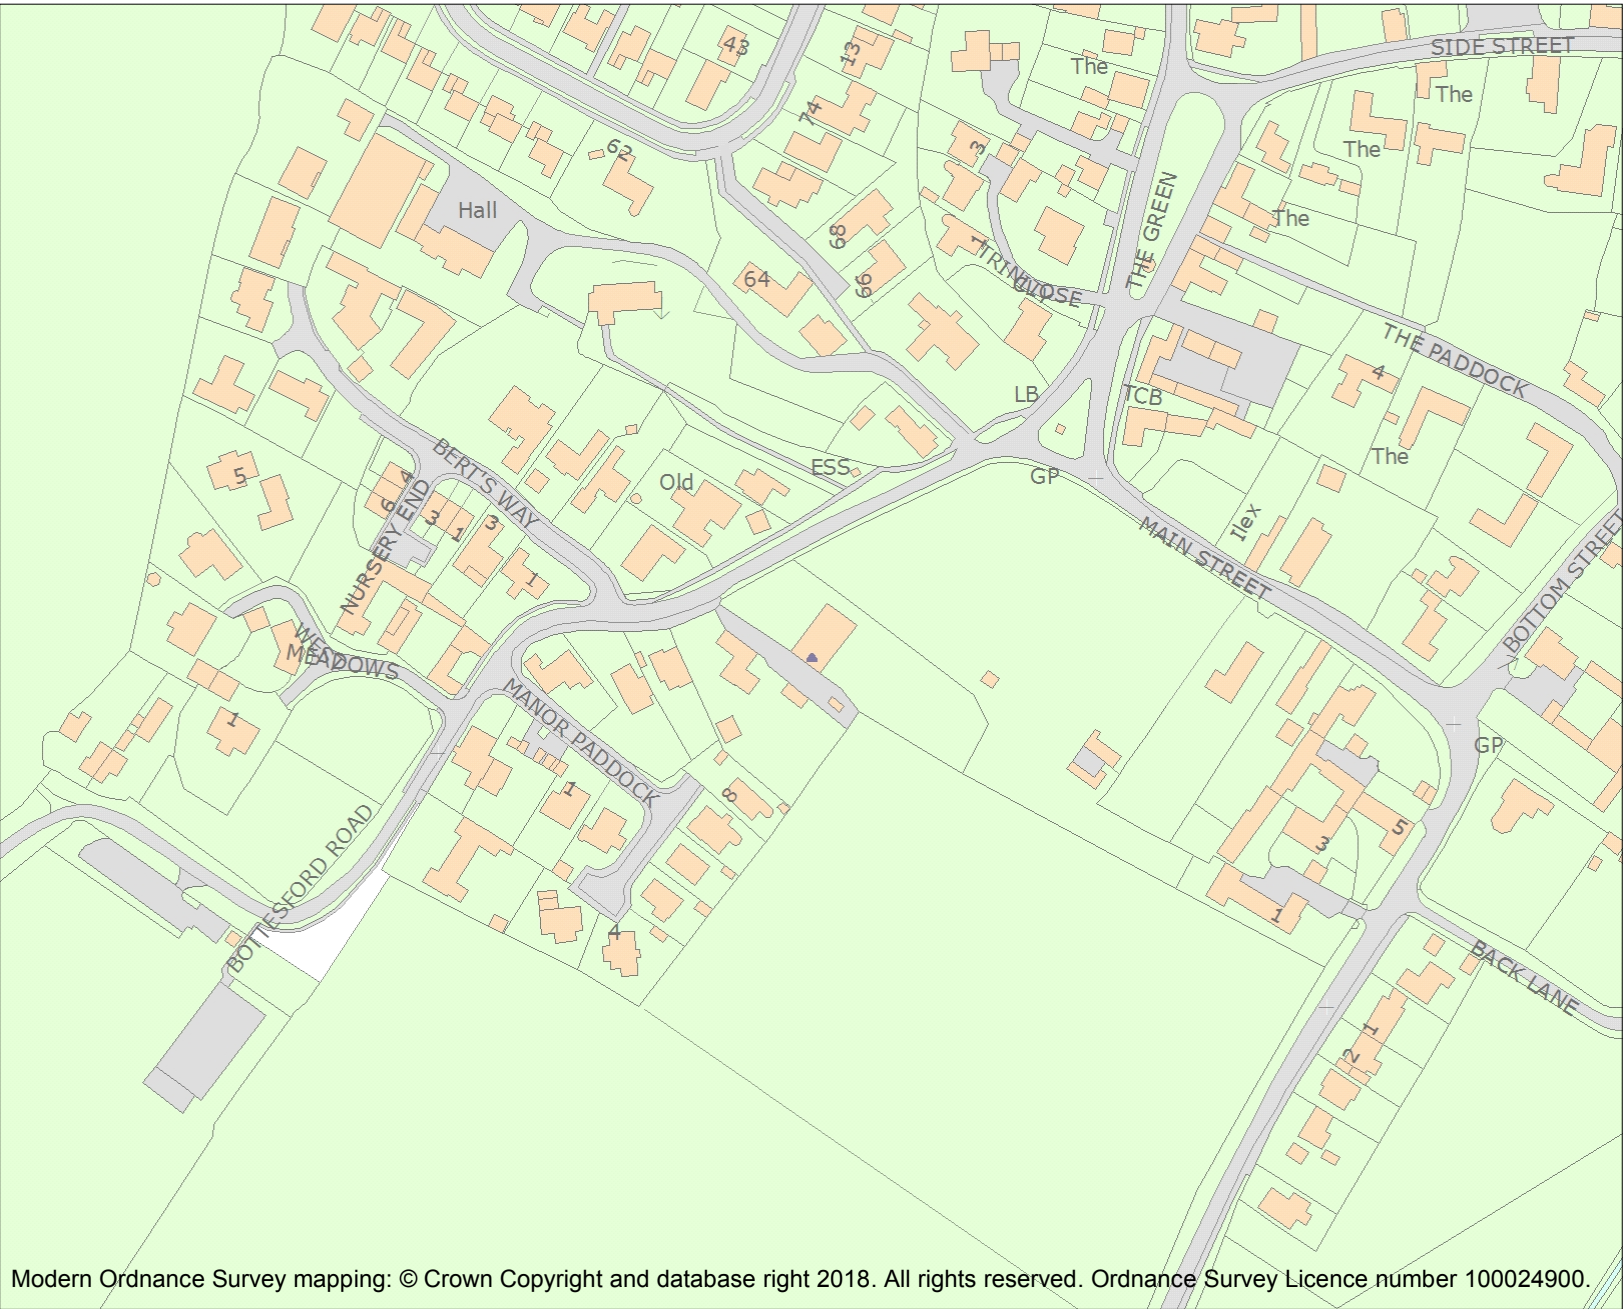 43
13
SIDE STREET
The
The
74
62
3
The
Hall
The
THE GREEN
68
1
TRINITY
CLOSE
64
66
THE PADDOCK
4
LB
TCB
BERT'S WAY
The
5
4
6
ESS
Old
GP
NURSERY END
3
1
3
Ilex
MAIN STREET
1
BOTTOM STREET
WELL
MEADOWS
MANOR PADDOCK
1
GP
1
8
5
3
BOTTESFORD ROAD
1
4
BACK LANE
1
2
Modern Ordnance Survey mapping: © Crown Copyright and database right 2018. All rights reserved. Ordnance Survey Licence number 100024900.